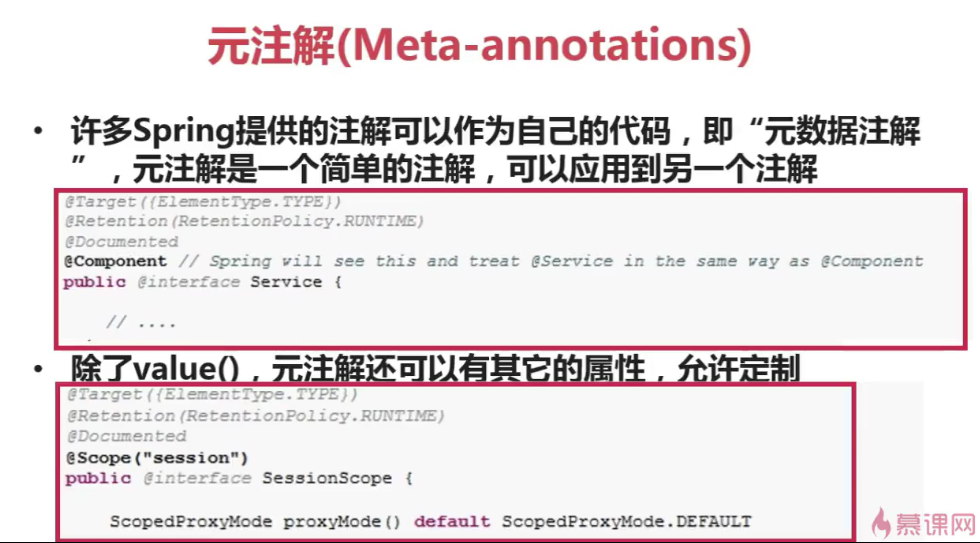 元注解(Meta-annotations)
• 许多Spring提供的注解可以作为自己的代码，即“元数据注解
”，元注解是一个简单的注解，可以应用到另一个注解
@Target({ElementType.TYPE})
@Retention(RetentionPolicy.RUNTIME)
@Documented
@Component // Spring will see this and treat @Service in the same way as @Component
public @interface Service {
// ....
• 除了value()，元注解还可以有其它的属性，允许定制
@Target({ElementType.TYPE})
@Retention(RetentionPolicy.RUNTIME)
@Documented
@Scope("session")
public @interface SessionScope {
ScopedProxyMode proxyMode() default ScopedProxyMode.DEFAULT
慕课网